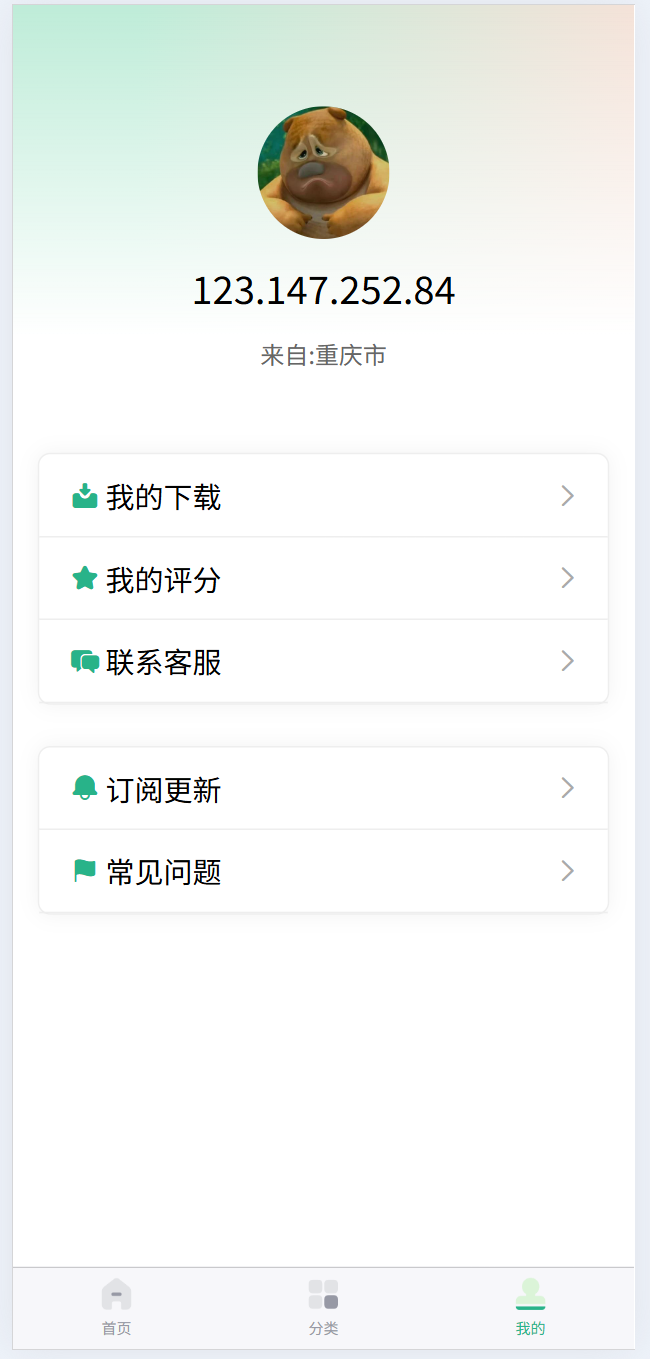 123.147.252.84
来自:重庆市
我的下载
我的评分
联系客服
订阅更新
常见问题
首页
分类
我的